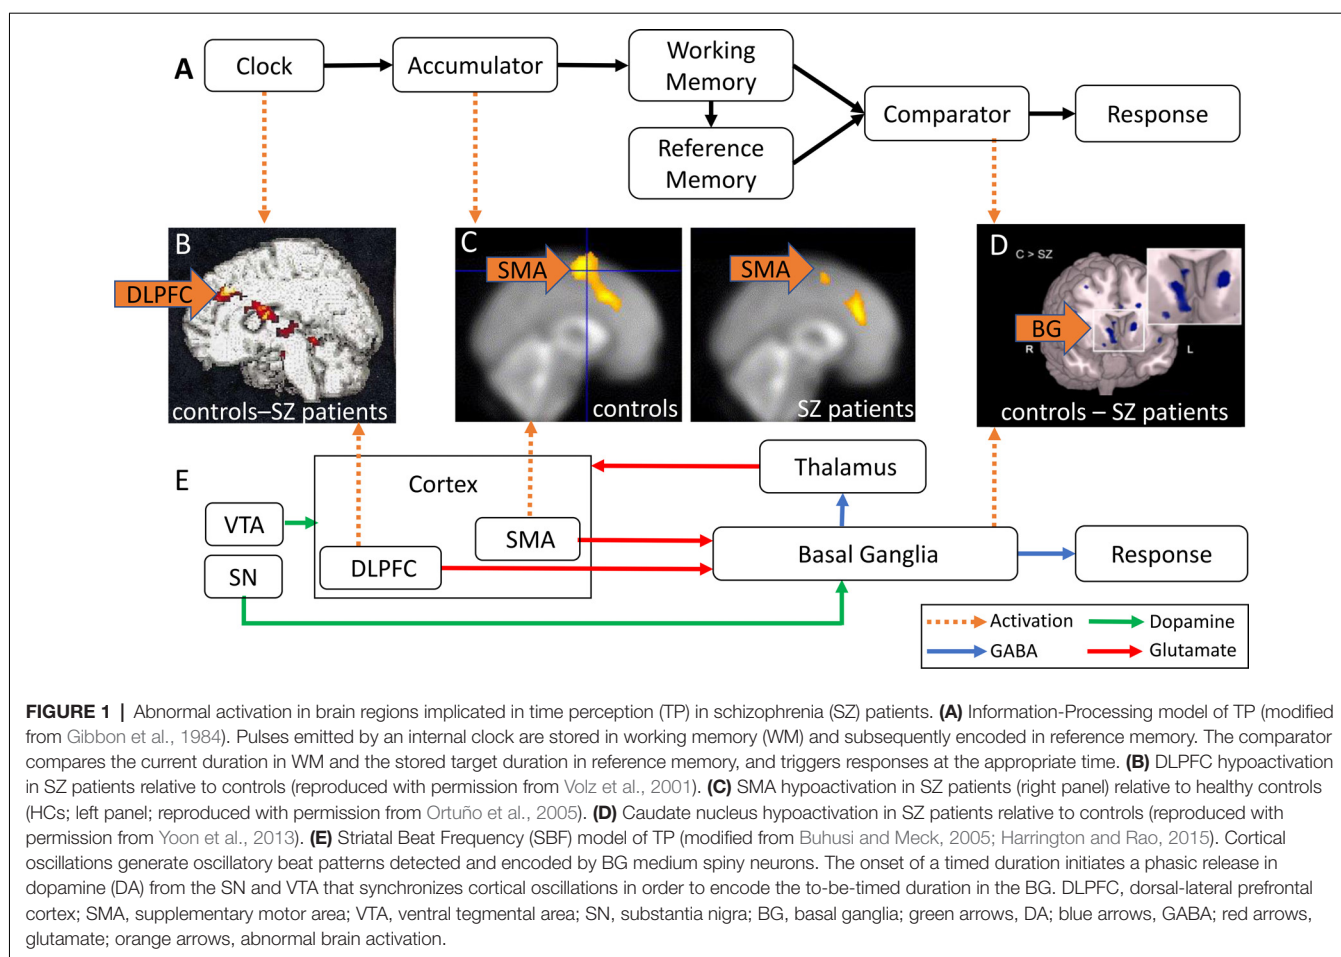 A
Clock
Accumulator
Working
Memory
Reference
Memory
Comparator
Response
B
DLPFC
controls–SZ patients
C
SMA
controls
SMA
SZ patients
D
C > SZ
BG
R
L
controls – SZ patients
E
VTA
SN
Cortex
SMA
DLPFC
Thalamus
Basal Ganglia
Response
Activation
Dopamine
GABA
Glutamate
FIGURE 1 | Abnormal activation in brain regions implicated in time perception (TP) in schizophrenia (SZ) patients. (A) Information-Processing model of TP (modified
from Gibbon et al., 1984). Pulses emitted by an internal clock are stored in working memory (WM) and subsequently encoded in reference memory. The comparator
compares the current duration in WM and the stored target duration in reference memory, and triggers responses at the appropriate time. (B) DLPFC hypoactivation
in SZ patients relative to controls (reproduced with permission from Volz et al., 2001). (C) SMA hypoactivation in SZ patients (right panel) relative to healthy controls
(HCs; left panel; reproduced with permission from Ortuño et al., 2005). (D) Caudate nucleus hypoactivation in SZ patients relative to controls (reproduced with
permission from Yoon et al., 2013). (E) Striatal Beat Frequency (SBF) model of TP (modified from Buhusi and Meck, 2005; Harrington and Rao, 2015). Cortical
oscillations generate oscillatory beat patterns detected and encoded by BG medium spiny neurons. The onset of a timed duration initiates a phasic release in
dopamine (DA) from the SN and VTA that synchronizes cortical oscillations in order to encode the to-be-timed duration in the BG. DLPFC, dorsal-lateral prefrontal
cortex; SMA, supplementary motor area; VTA, ventral tegmental area; SN, substantia nigra; BG, basal ganglia; green arrows, DA; blue arrows, GABA; red arrows,
glutamate; orange arrows, abnormal brain activation.